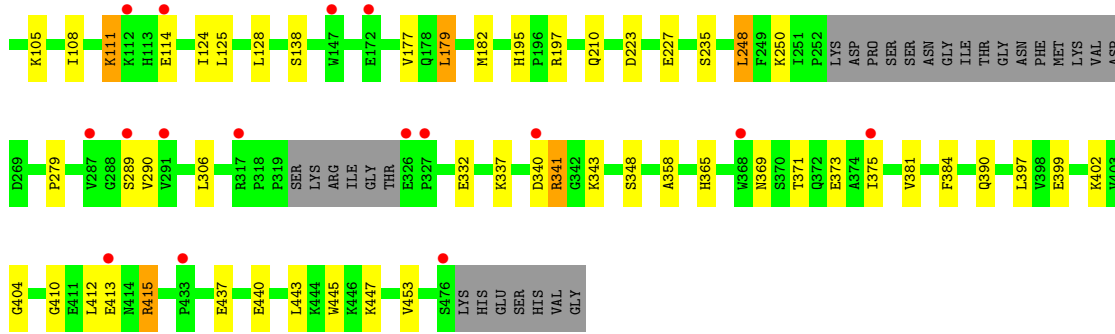 K105 I108 K111 K112 H113 E114 I124 L125 L128 S138 W147 E172 V177 Q178 L179 M182 H195 P196 R197 Q210 D223 E227 S235 L248 F249 K250 I251 P252 LYS ASP PRO SER SER ASN GLY ILE THR GLY ASN PHE MET LYS VAL ASP
D269 P279 V287 G288 S289 V290 V291 L306 R317 P318 P319 SER LYS ARG ILE GLY THR E326 P327 E332 K337 D340 R341 G342 K343 S348 A358 H365 W368 N369 S370 T371 Q372 E373 A374 I375 V381 F384 Q390 L397 V398 E399 K402 V403
G404 G410 E411 L412 E413 N414 R415 P433 E437 E440 L443 K444 W445 K446 K447 V453 S476 LYS HIS GLU SER HIS VAL GLY